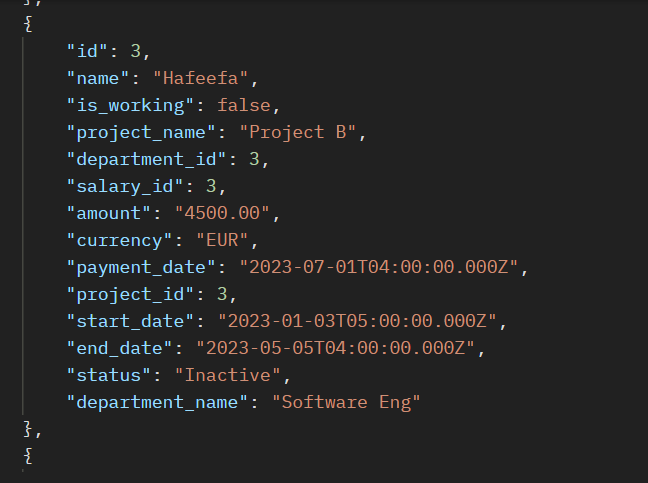 },
{
"id": 3,
"name": "Hafeefa",
"is_working": false,
"project_name": "Project B",
"department_id": 3,
"salary_id": 3,
"amount": "4500.00",
"currency": "EUR",
"payment_date": "2023-07-01T04:00:00.000Z",
"project_id": 3,
"start_date": "2023-01-03T05:00:00.000Z",
"end_date": "2023-05-05T04:00:00.000Z",
"status": "Inactive",
"department_name": "Software Eng"
},
{